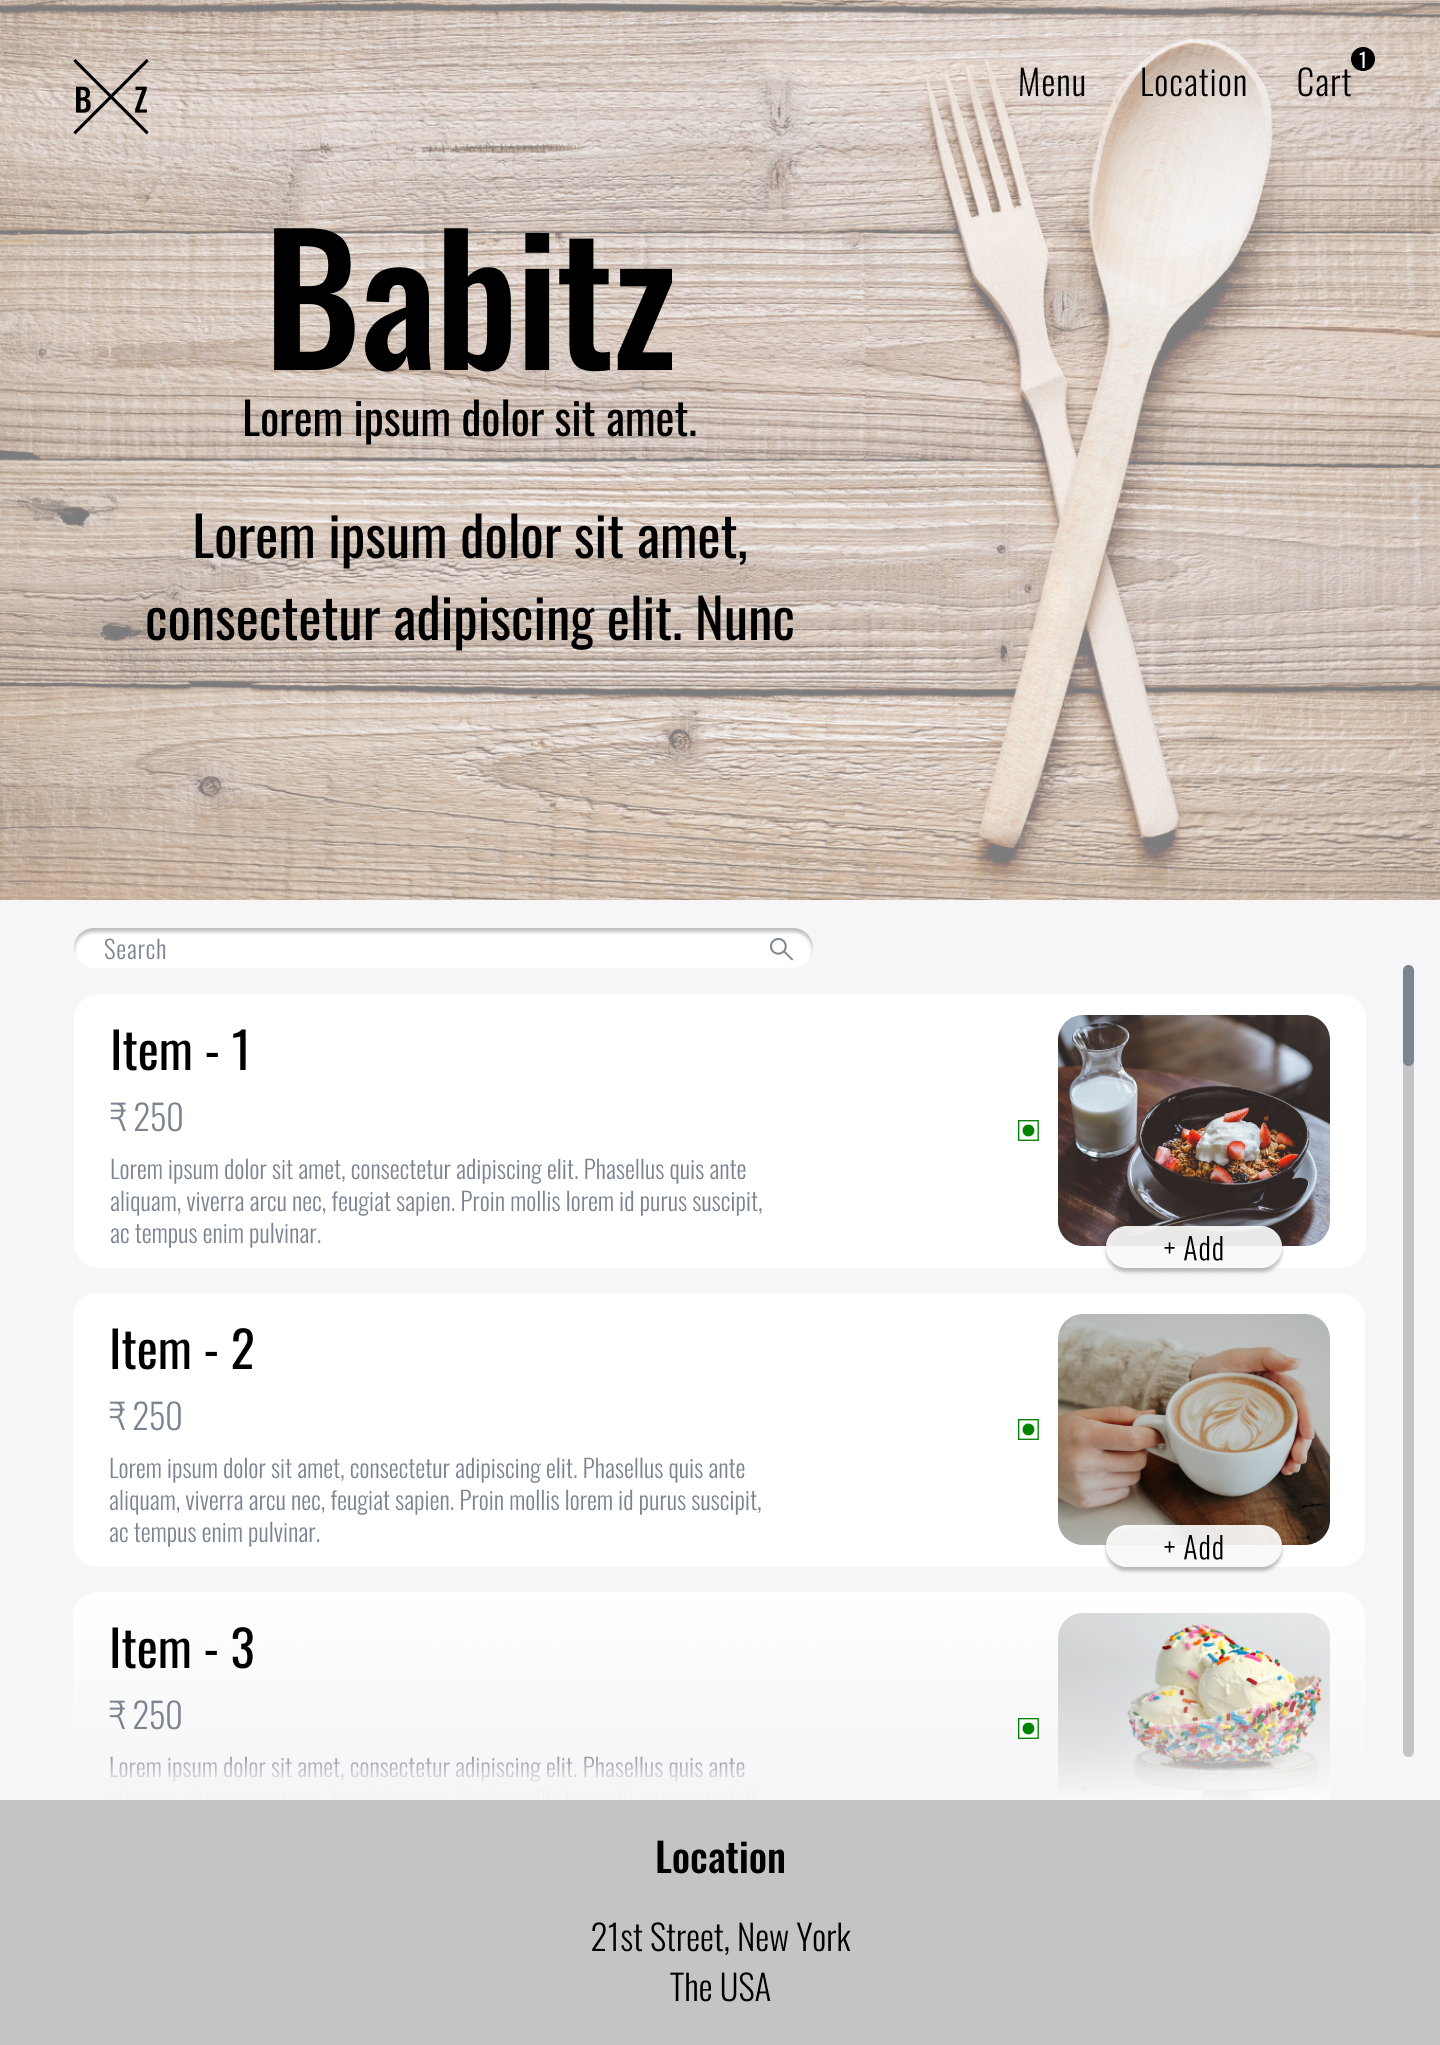 B Z
Menu Location Cart 1
Babitz
Lorem ipsum dolor sit amet.
Lorem ipsum dolor sit amet,
consectetur adipiscing elit. Nunc
Search
Item - 1
₹ 250
Lorem ipsum dolor sit amet, consectetur adipiscing elit. Phasellus quis ante
aliquam, viverra arcu nec, feugiat sapien. Proin mollis lorem id purus suscipit,
ac tempus enim pulvinar.
+ Add
Item - 2
₹ 250
Lorem ipsum dolor sit amet, consectetur adipiscing elit. Phasellus quis ante
aliquam, viverra arcu nec, feugiat sapien. Proin mollis lorem id purus suscipit,
ac tempus enim pulvinar.
+ Add
Item - 3
₹ 250
Lorem ipsum dolor sit amet, consectetur adipiscing elit. Phasellus quis ante
Location
21st Street, New York
The USA